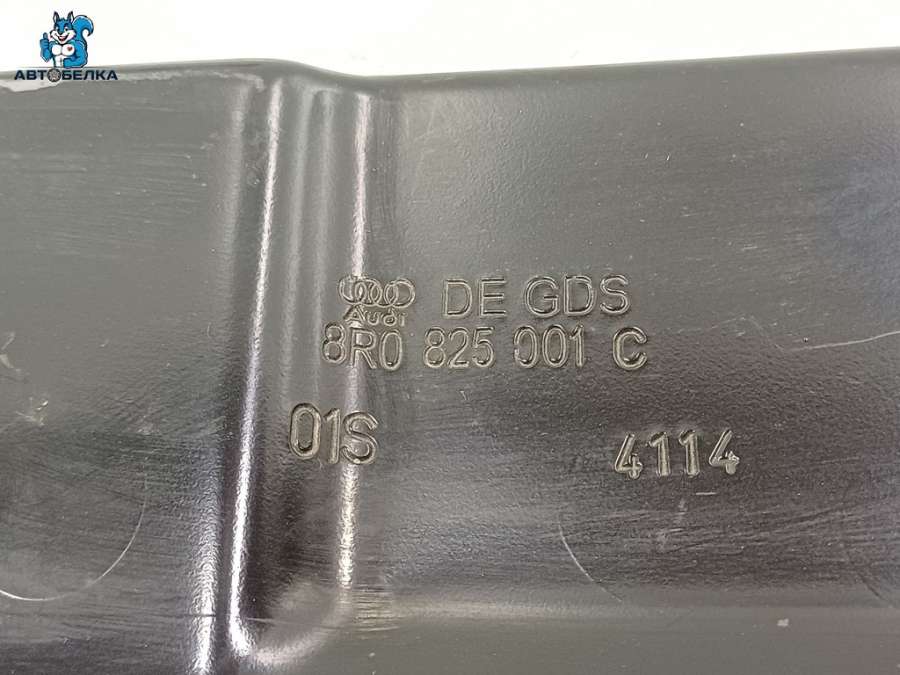 АВТОБЕЛКА
DE GDS
Audi
8R0 825 001 C
01S 4114